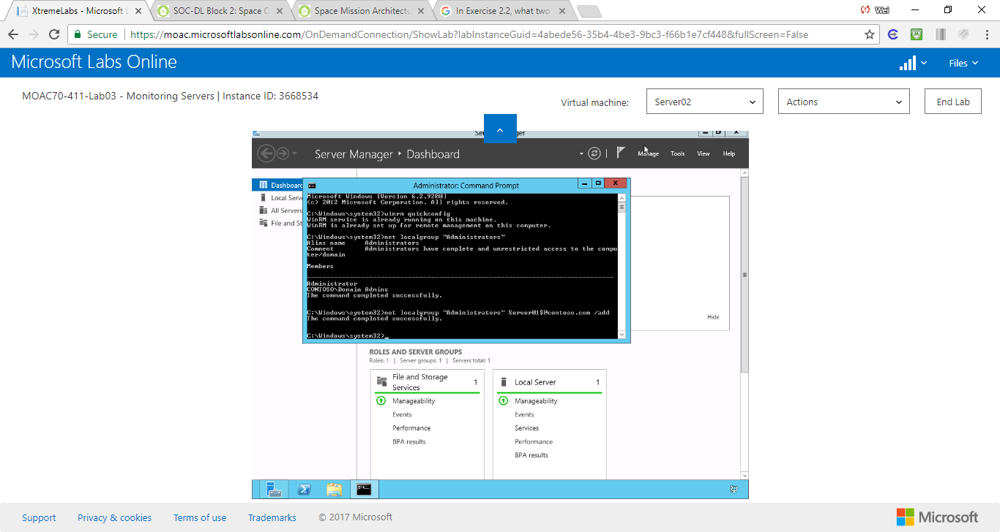 XtremeLabs - Microsoft L
SOC-DL Block 2: Space O
Space Mission Architectu
In Exercise 2.2, what two
Wei
Secure
https://moac.microsoftlabsonline.com/OnDemandConnection/ShowLab?labInstanceGuid=4abede56-35b4-4be3-9bc3-f66b1e7cf448&fullScreen=False
Microsoft Labs Online
Files
MOAC70-411-Lab03 - Monitoring Servers | Instance ID: 3668534
Virtual machine:
Server02
Actions
End Lab
Server Manager • Dashboard
Manage
Tools
View
Help
Dashboard
Local Serve
All Servers
File and St
Administrator: Command Prompt
Microsoft Windows [Version 6.2.9200]
(c) 2012 Microsoft Corporation. All rights reserved.
C:\Windows\system32>winrm quickconfig
WinRM service is already running on this machine.
WinRM is already set up for remote management on this computer.
C:\Windows\system32>net localgroup "Administrators"
Alias name     Administrators
Comment        Administrators have complete and unrestricted access to the compu
ter/domain
Members
-------------------------------------------------------------------------------
Administrator
CONTOSO\Domain Admins
The command completed successfully.
C:\Windows\system32>net localgroup "Administrators" Server01$@contoso.com /add
The command completed successfully.
C:\Windows\system32>_
Hide
ROLES AND SERVER GROUPS
Roles: 1 | Server groups: 1 | Servers total: 1
File and Storage
Services
1
Manageability
Events
Performance
BPA results
Local Server
1
Manageability
Events
Services
Performance
BPA results
Support
Privacy & cookies
Terms of use
Trademarks
© 2017 Microsoft
Microsoft